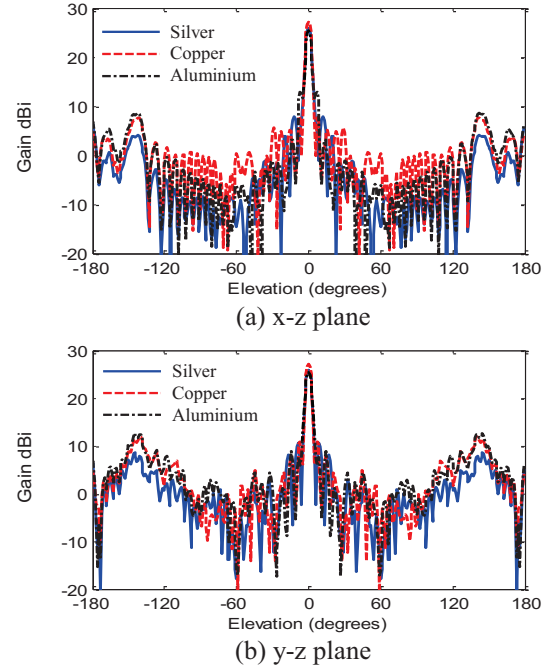 30
20
10
0
-10
-20
Gain dBi
Silver
Copper
Aluminium
-180 -120 -60 0 60 120 180
Elevation (degrees)
(a) x-z plane
30
20
10
0
-10
-20
Gain dBi
Silver
Copper
Aluminium
-180 -120 -60 0 60 120 180
Elevation (degrees)
(b) y-z plane